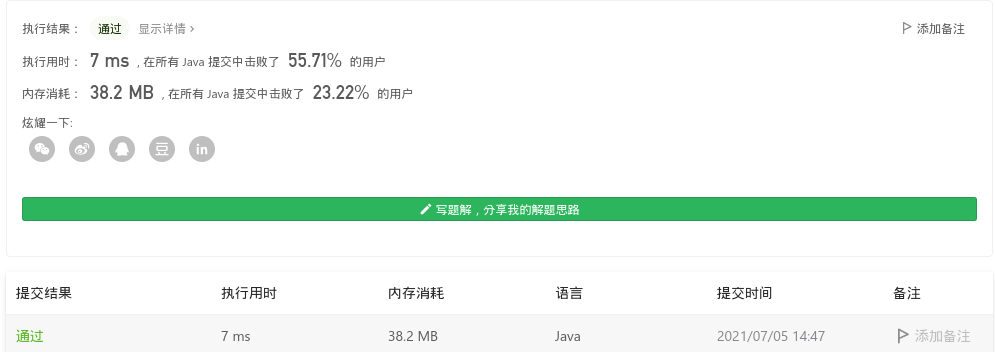 执行结果： 通过 显示详情 › 添加备注
执行用时： 7 ms , 在所有 Java 提交中击败了 55.71% 的用户
内存消耗： 38.2 MB , 在所有 Java 提交中击败了 23.22% 的用户
炫耀一下:
豆 in
写题解，分享我的解题思路
提交结果 执行用时 内存消耗 语言 提交时间 备注
通过 7 ms 38.2 MB Java 2021/07/05 14:47 添加备注